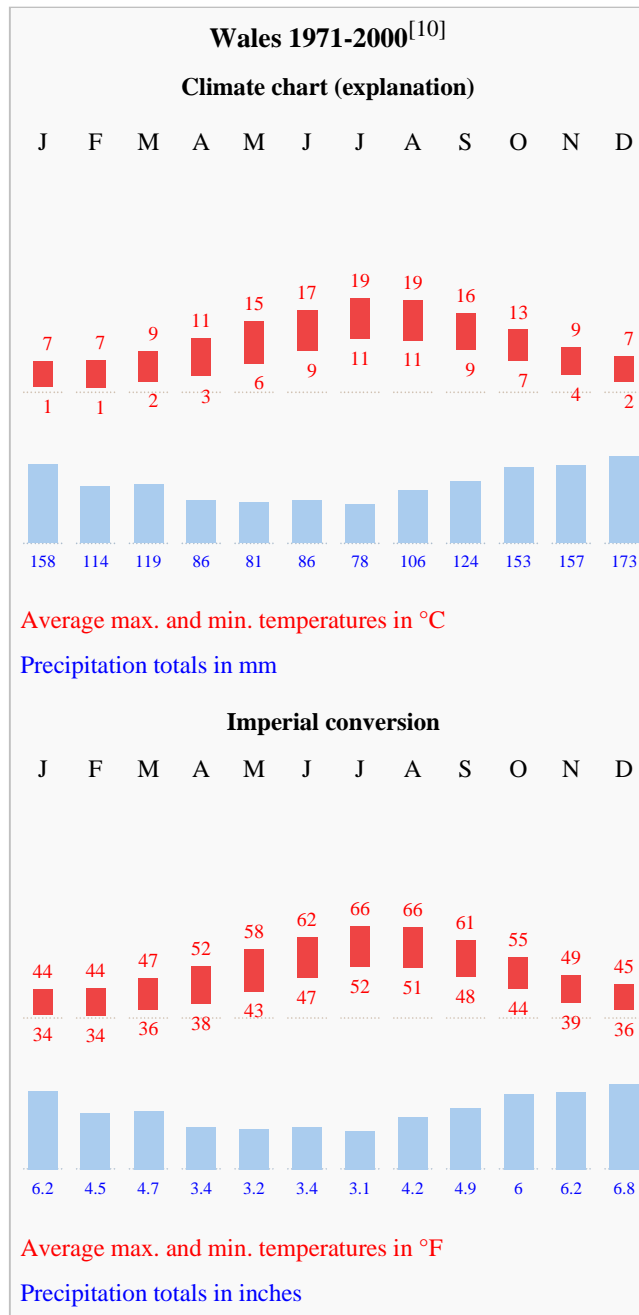 Wales 1971-2000[10]
Climate chart (explanation)
J F M A M J J A S O N D
7 7 9 11 15 17 19 19 16 13 9 7
1 1 2 3 6 9 11 11 9 7 4 2
158 114 119 86 81 86 78 106 124 153 157 173
Average max. and min. temperatures in °C
Precipitation totals in mm
Imperial conversion
J F M A M J J A S O N D
44 44 47 52 58 62 66 66 61 55 49 45
34 34 36 38 43 47 52 51 48 44 39 36
6.2 4.5 4.7 3.4 3.2 3.4 3.1 4.2 4.9 6 6.2 6.8
Average max. and min. temperatures in °F
Precipitation totals in inches